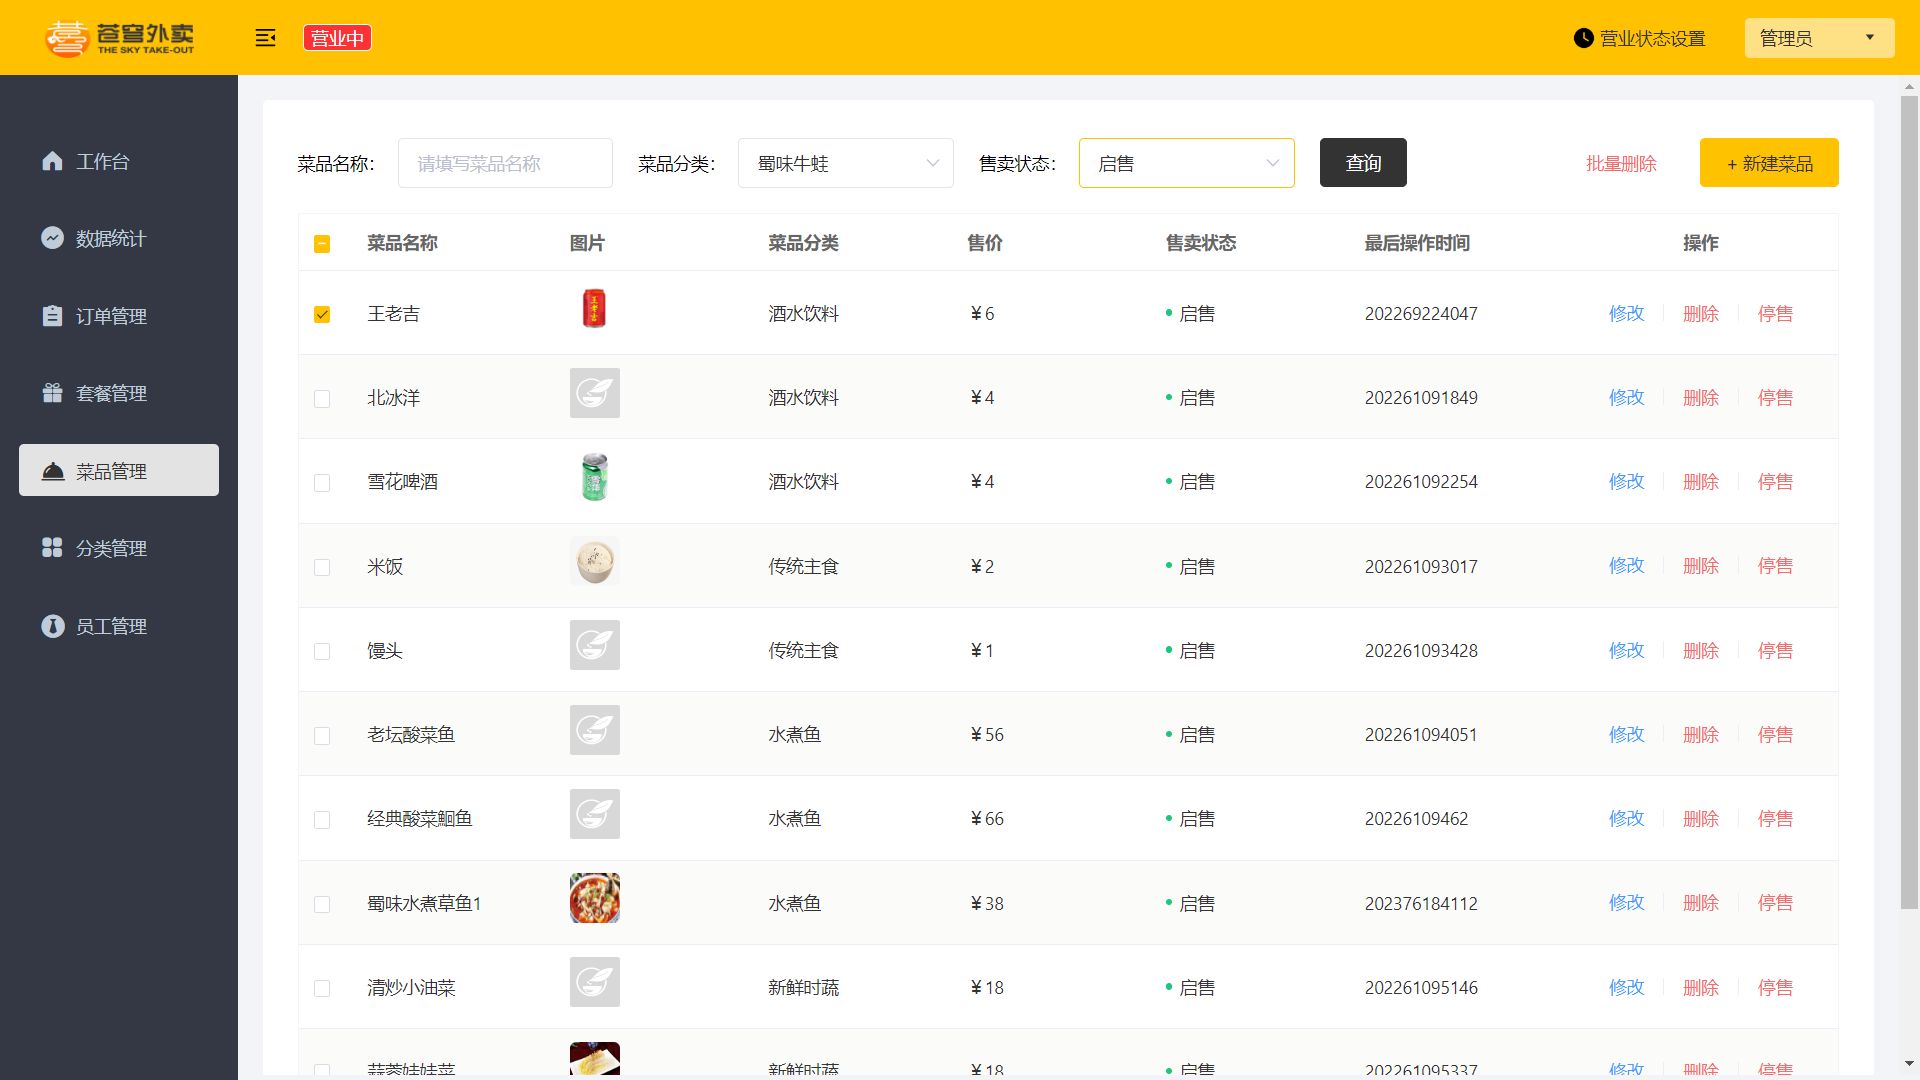 苍穹外卖
THE SKY TAKE-OUT
营业中
营业状态设置
管理员
工作台
数据统计
订单管理
套餐管理
菜品管理
分类管理
员工管理
菜品名称： 请填写菜品名称 菜品分类： 蜀味牛蛙 售卖状态： 启售 查询 批量删除 + 新建菜品
菜品名称 图片 菜品分类 售价 售卖状态 最后操作时间 操作
王老吉 酒水饮料 ¥ 6 启售 202269224047 修改 删除 停售
北冰洋 酒水饮料 ¥ 4 启售 202261091849 修改 删除 停售
雪花啤酒 酒水饮料 ¥ 4 启售 202261092254 修改 删除 停售
米饭 传统主食 ¥ 2 启售 202261093017 修改 删除 停售
馒头 传统主食 ¥ 1 启售 202261093428 修改 删除 停售
老坛酸菜鱼 水煮鱼 ¥ 56 启售 202261094051 修改 删除 停售
经典酸菜鮰鱼 水煮鱼 ¥ 66 启售 20226109462 修改 删除 停售
蜀味水煮草鱼1 水煮鱼 ¥ 38 启售 202376184112 修改 删除 停售
清炒小油菜 新鲜时蔬 ¥ 18 启售 202261095146 修改 删除 停售
蒜蓉娃娃菜 新鲜时蔬 ¥ 18 启售 202261095337 修改 删除 停售